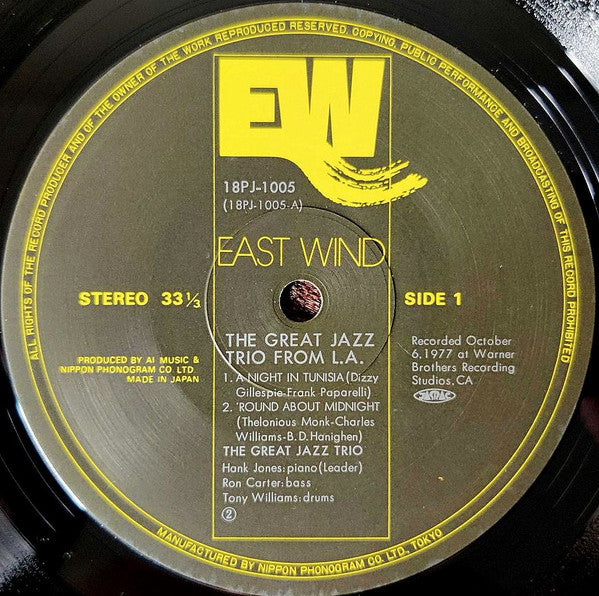 ALL RIGHTS OF THE RECORD PRODUCER AND OF THE OWNER OF THE WORK REPRODUCED RESERVED. COPYING, PUBLIC PERFORMANCE AND BROADCASTING OF THIS RECORD PROHIBITED
EW
18PJ-1005
(18PJ-1005-A)
EAST WIND
STEREO 33 1/3
SIDE 1
THE GREAT JAZZ
TRIO FROM L.A.
PRODUCED BY AI MUSIC &
NIPPON PHONOGRAM CO. LTD.
MADE IN JAPAN
Recorded October
6,1977 at Warner
Brothers Recording
Studios,CA
JASRAC
1. A NIGHT IN TUNISIA(Dizzy
Gillespie-Frank Paparelli)
2. 'ROUND ABOUT MIDNIGHT
(Thelonious Monk-Charles
Williams-B.D.Hanighen)
THE GREAT JAZZ TRIO
Hank Jones:piano(Leader)
Ron Carter:bass
Tony Williams:drums
②
MANUFACTURED BY NIPPON PHONOGRAM CO. LTD., TOKYO